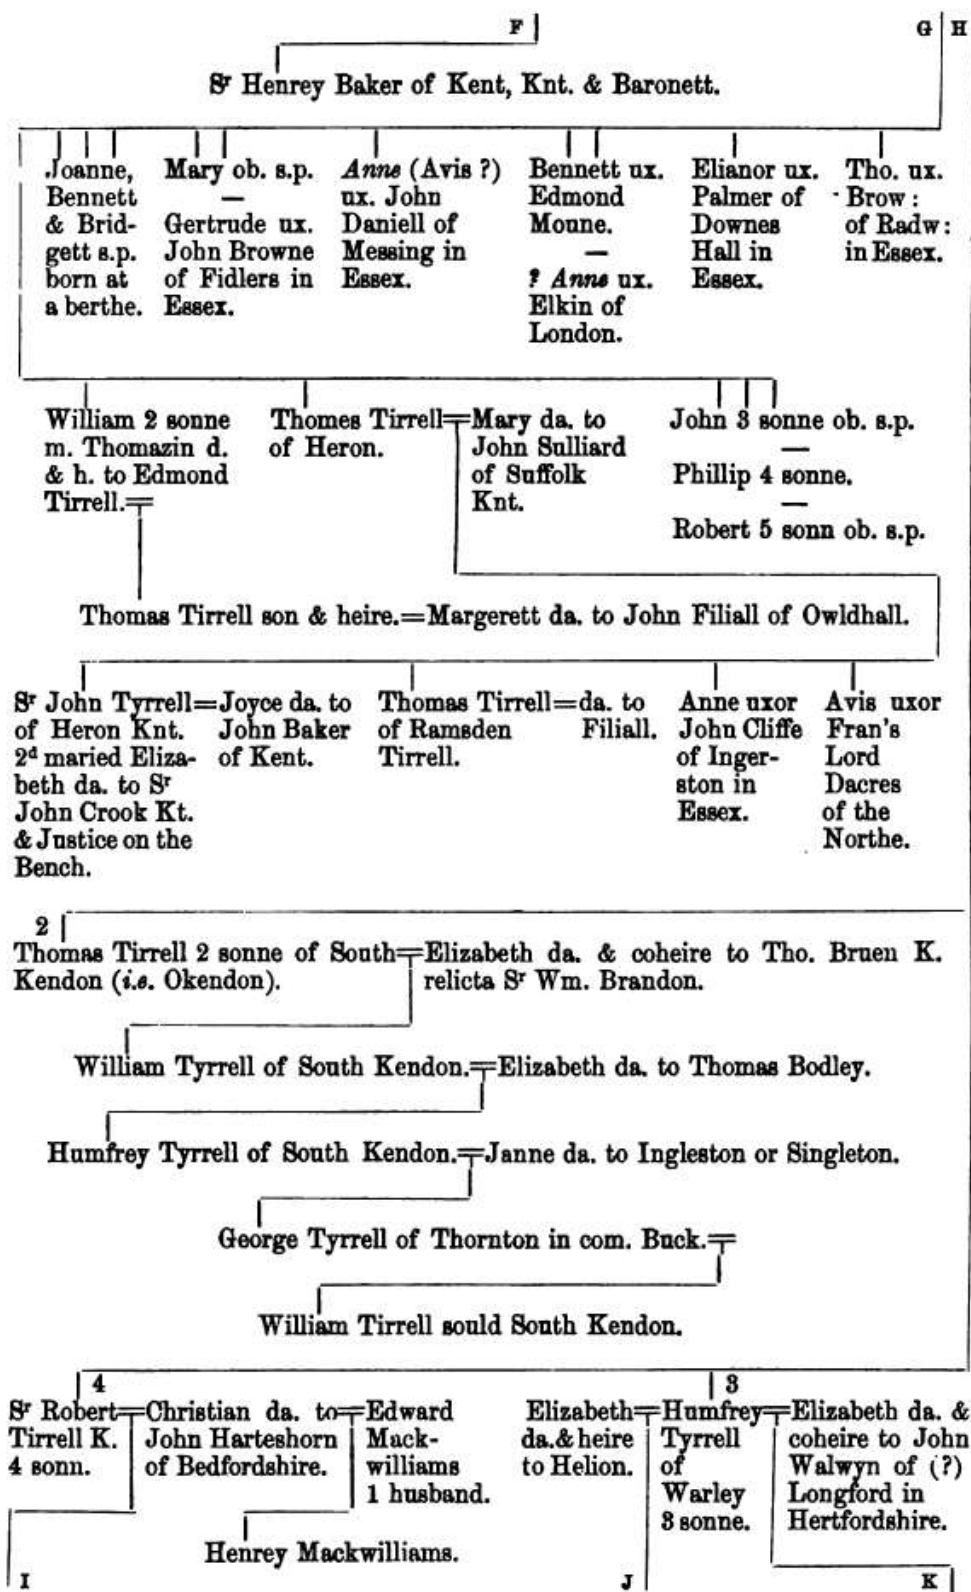 F G H
Sr Henrey Baker of Kent, Knt. & Baronett.
Joanne,
Bennett
& Brid-
gett s.p.
born at
a berthe.
Mary ob. s.p.
—
Gertrude ux.
John Browne
of Fidlers in
Essex.
Anne (Avis ?)
ux. John
Daniell of
Messing in
Essex.
Bennett ux.
Edmond
Moune.
—
? Anne ux.
Elkin of
London.
Elianor ux.
Palmer of
Downes
Hall in
Essex.
Tho. ux.
Brow :
of Radw :
in Essex.
William 2 sonne
m. Thomazin d.
& h. to Edmond
Tirrell.=
Thomes Tirrell=
of Heron.
Mary da. to
John Sulliard
of Suffolk
Knt.
John 3 sonne ob. s.p.
—
Phillip 4 sonne.
—
Robert 5 sonn ob. s.p.
Thomas Tirrell son & heire.=Margerett da. to John Filiall of Owldhall.
Sr John Tyrrell=
of Heron Knt.
2d maried Eliza-
beth da. to Sr
John Crook Kt.
& Justice on the
Bench.
Joyce da. to
John Baker
of Kent.
Thomas Tirrell=
of Ramsden
Tirrell.
da. to
Filiall.
Anne uxor
John Cliffe
of Inger-
ston in
Essex.
Avis uxor
Fran's
Lord
Dacres
of the
Northe.
2
Thomas Tirrell 2 sonne of South=
Kendon (i.e. Okendon).
Elizabeth da. & coheire to Tho. Bruen K.
relicta Sr Wm. Brandon.
William Tyrrell of South Kendon.=Elizabeth da. to Thomas Bodley.
Humfrey Tyrrell of South Kendon.=Janne da. to Ingleston or Singleton.
George Tyrrell of Thornton in com. Buck.=
William Tirrell sould South Kendon.
4
Sr Robert=
Tirrell K.
4 sonn.
Christian da. to=
John Harteshorn
of Bedfordshire.
Edward
Mack-
williams
1 husband.
Henrey Mackwilliams.
3
Elizabeth=
da. & heire
to Helion.
Humfrey=
Tyrrell
of
Warley
3 sonne.
Elizabeth da. &
coheire to John
Walwyn of (?)
Longford in
Hertfordshire.
I J K